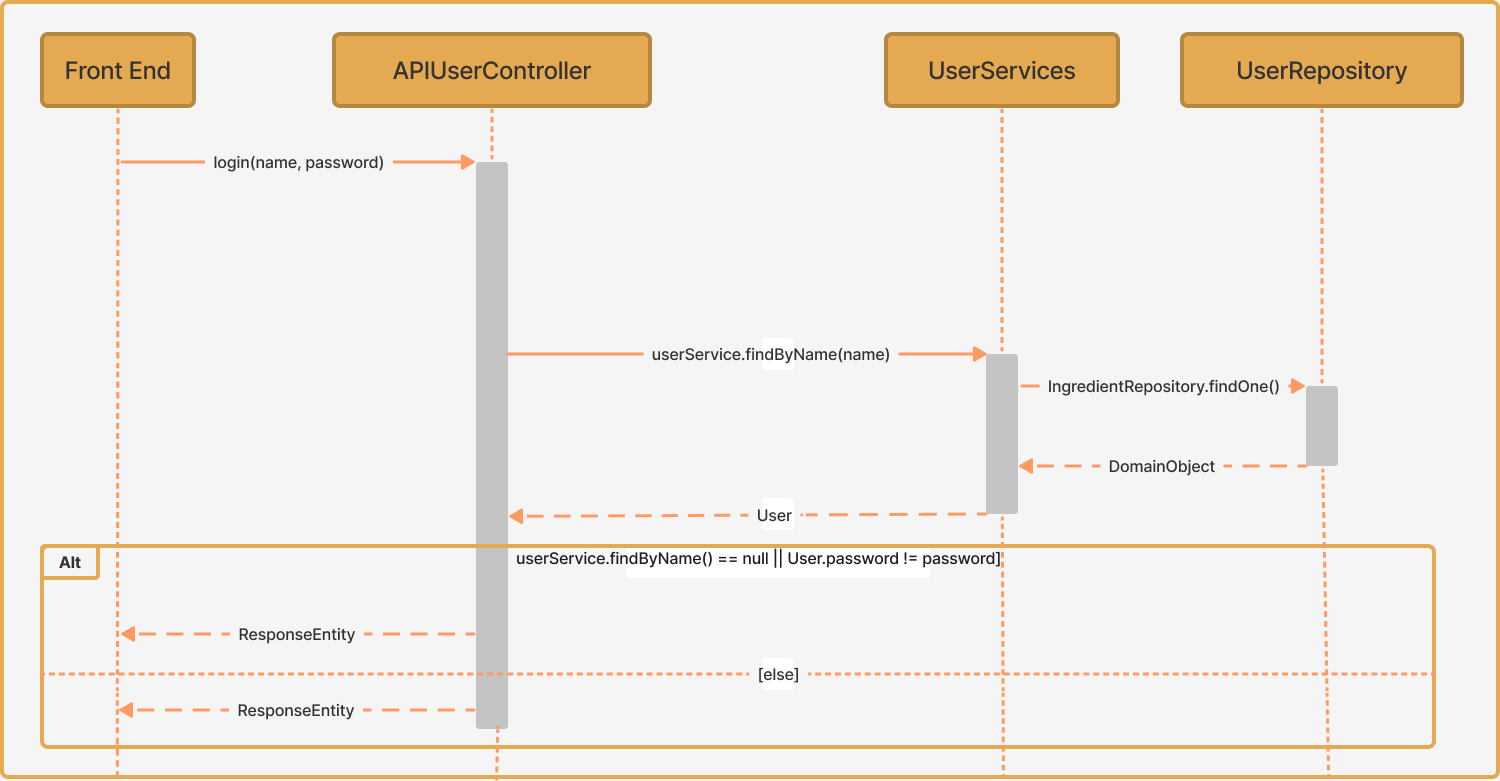 Front End
APIUserController
UserServices
UserRepository
login(name, password)
userService.findByName(name)
IngredientRepository.findOne()
DomainObject
User
Alt
userService.findByName() == null || User.password != password]
ResponseEntity
[else]
ResponseEntity